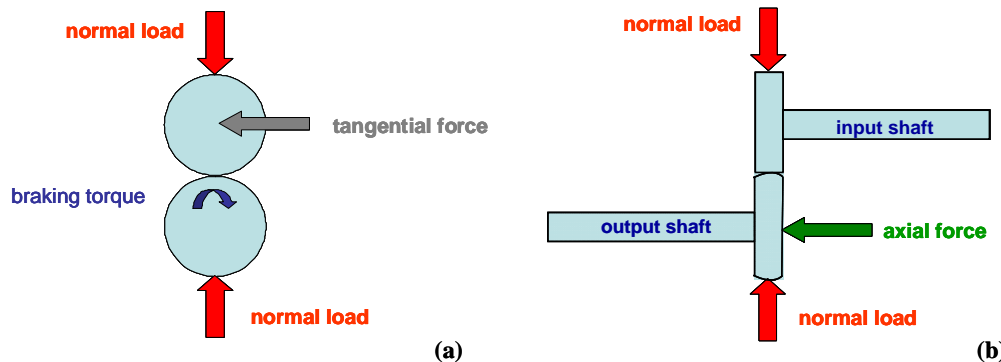 normal load
tangential force
braking torque
normal load
(a)
normal load
input shaft
output shaft
axial force
normal load
(b)